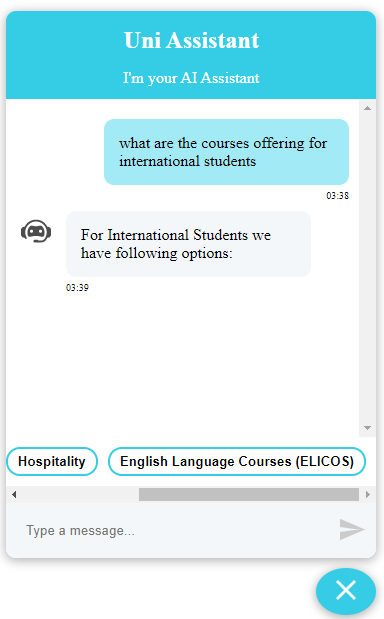 Uni Assistant
I'm your AI Assistant
what are the courses offering for
international students
03:38
For International Students we
have following options:
03:39
Hospitality
English Language Courses (ELICOS)
Type a message...